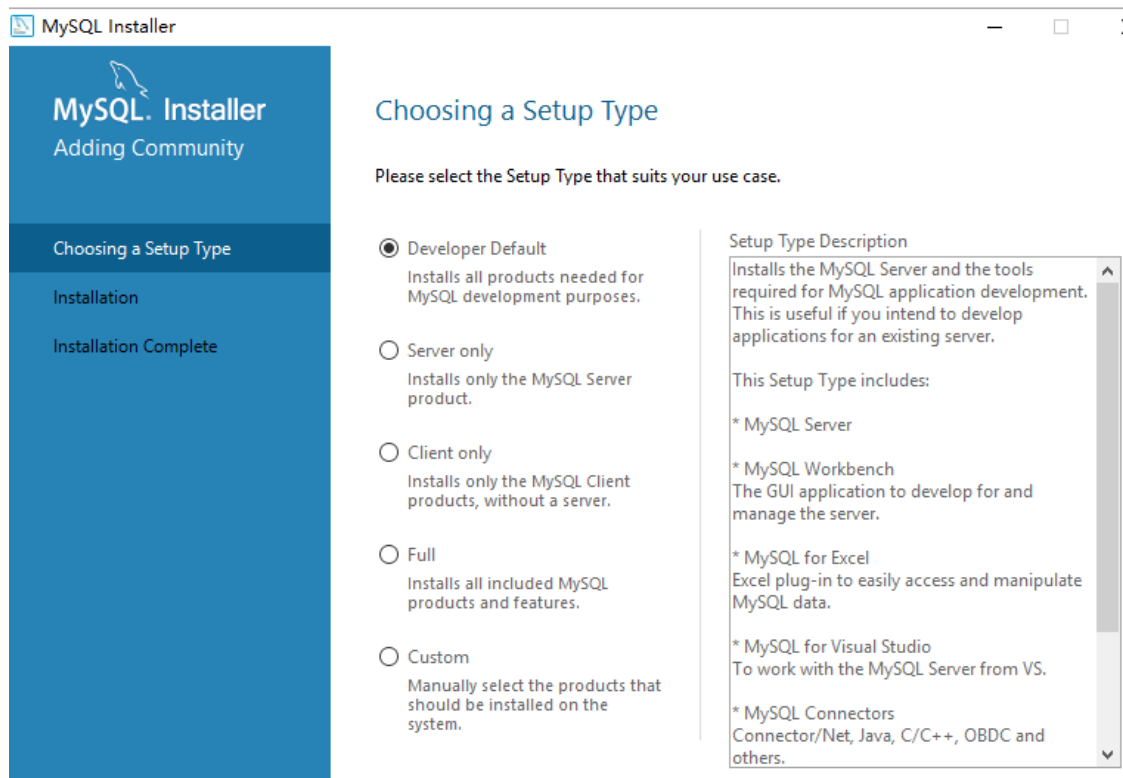 MySQL Installer
MySQL. Installer
Adding Community
Choosing a Setup Type
Installation
Installation Complete
Choosing a Setup Type
Please select the Setup Type that suits your use case.
Developer Default
Installs all products needed for
MySQL development purposes.
Server only
Installs only the MySQL Server
product.
Client only
Installs only the MySQL Client
products, without a server.
Full
Installs all included MySQL
products and features.
Custom
Manually select the products that
should be installed on the
system.
Setup Type Description
Installs the MySQL Server and the tools
required for MySQL application development.
This is useful if you intend to develop
applications for an existing server.
This Setup Type includes:
* MySQL Server
* MySQL Workbench
The GUI application to develop for and
manage the server.
* MySQL for Excel
Excel plug-in to easily access and manipulate
MySQL data.
* MySQL for Visual Studio
To work with the MySQL Server from VS.
* MySQL Connectors
Connector/Net, Java, C/C++, OBDC and
others.